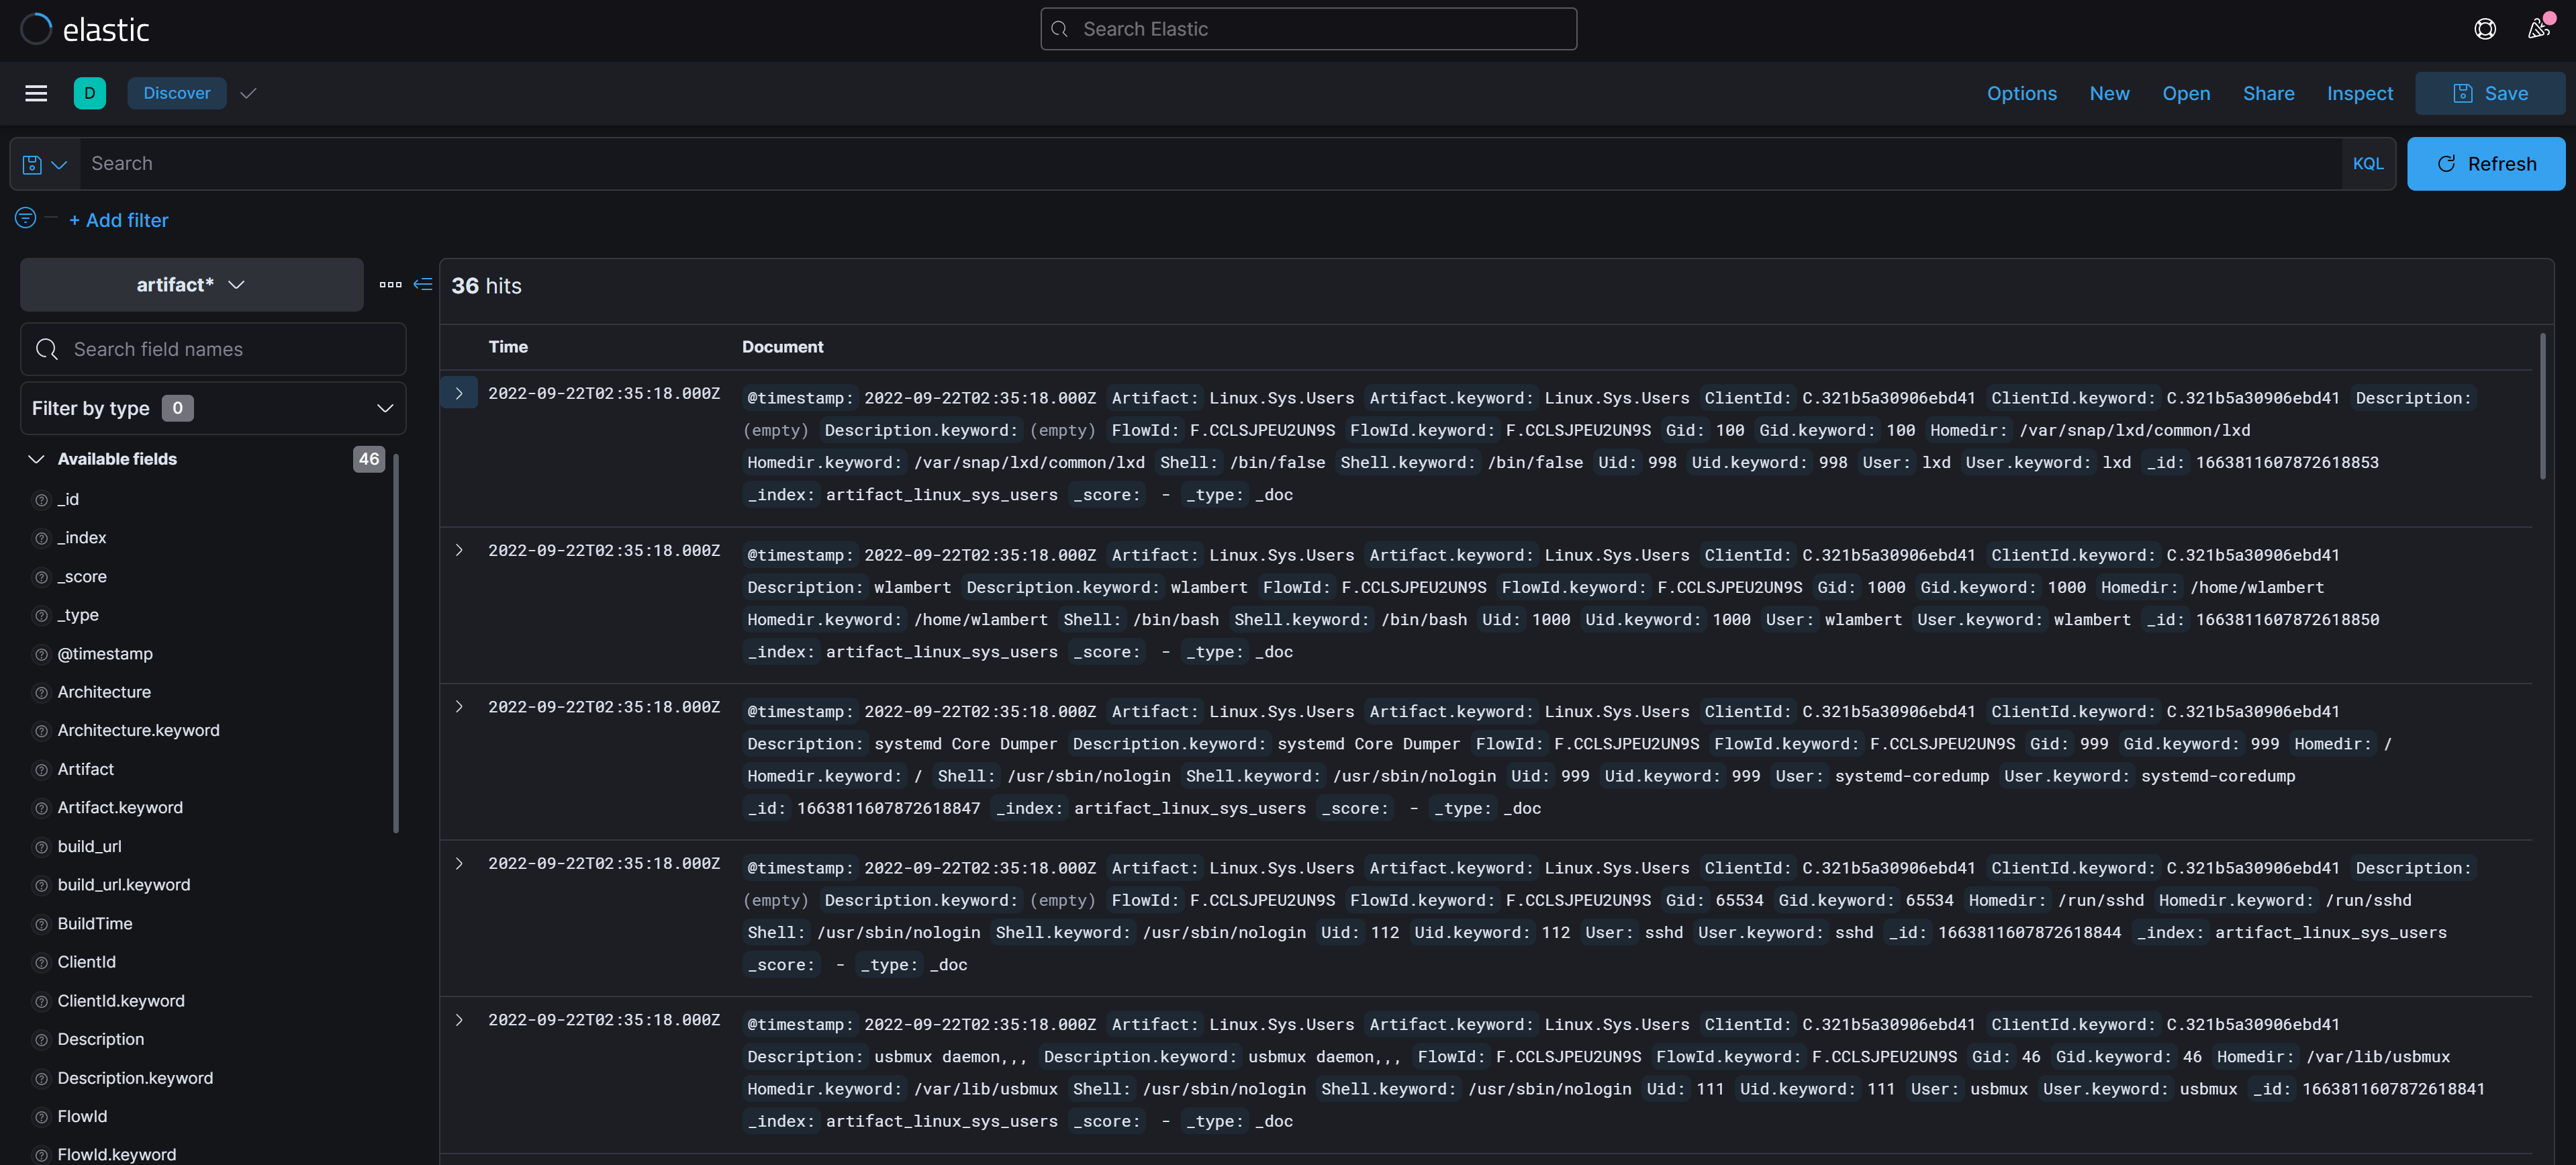 elastic
Search Elastic
D Discover Options New Open Share Inspect Save
Search KQL Refresh
+ Add filter
artifact*
Search field names
Filter by type 0
Available fields 46
_id
_index
_score
_type
@timestamp
Architecture
Architecture.keyword
Artifact
Artifact.keyword
build_url
build_url.keyword
BuildTime
ClientId
ClientId.keyword
Description
Description.keyword
FlowId
FlowId.keyword
36 hits
Time Document
2022-09-22T02:35:18.000Z @timestamp: 2022-09-22T02:35:18.000Z Artifact: Linux.Sys.Users Artifact.keyword: Linux.Sys.Users ClientId: C.321b5a30906ebd41 ClientId.keyword: C.321b5a30906ebd41 Description:
(empty) Description.keyword: (empty) FlowId: F.CCLSJPEU2UN9S FlowId.keyword: F.CCLSJPEU2UN9S Gid: 100 Gid.keyword: 100 Homedir: /var/snap/lxd/common/lxd
Homedir.keyword: /var/snap/lxd/common/lxd Shell: /bin/false Shell.keyword: /bin/false Uid: 998 Uid.keyword: 998 User: lxd User.keyword: lxd _id: 1663811607872618853
_index: artifact_linux_sys_users _score: - _type: _doc
2022-09-22T02:35:18.000Z @timestamp: 2022-09-22T02:35:18.000Z Artifact: Linux.Sys.Users Artifact.keyword: Linux.Sys.Users ClientId: C.321b5a30906ebd41 ClientId.keyword: C.321b5a30906ebd41
Description: wlambert Description.keyword: wlambert FlowId: F.CCLSJPEU2UN9S FlowId.keyword: F.CCLSJPEU2UN9S Gid: 1000 Gid.keyword: 1000 Homedir: /home/wlambert
Homedir.keyword: /home/wlambert Shell: /bin/bash Shell.keyword: /bin/bash Uid: 1000 Uid.keyword: 1000 User: wlambert User.keyword: wlambert _id: 1663811607872618850
_index: artifact_linux_sys_users _score: - _type: _doc
2022-09-22T02:35:18.000Z @timestamp: 2022-09-22T02:35:18.000Z Artifact: Linux.Sys.Users Artifact.keyword: Linux.Sys.Users ClientId: C.321b5a30906ebd41 ClientId.keyword: C.321b5a30906ebd41
Description: systemd Core Dumper Description.keyword: systemd Core Dumper FlowId: F.CCLSJPEU2UN9S FlowId.keyword: F.CCLSJPEU2UN9S Gid: 999 Gid.keyword: 999 Homedir: /
Homedir.keyword: / Shell: /usr/sbin/nologin Shell.keyword: /usr/sbin/nologin Uid: 999 Uid.keyword: 999 User: systemd-coredump User.keyword: systemd-coredump
_id: 1663811607872618847 _index: artifact_linux_sys_users _score: - _type: _doc
2022-09-22T02:35:18.000Z @timestamp: 2022-09-22T02:35:18.000Z Artifact: Linux.Sys.Users Artifact.keyword: Linux.Sys.Users ClientId: C.321b5a30906ebd41 ClientId.keyword: C.321b5a30906ebd41 Description:
(empty) Description.keyword: (empty) FlowId: F.CCLSJPEU2UN9S FlowId.keyword: F.CCLSJPEU2UN9S Gid: 65534 Gid.keyword: 65534 Homedir: /run/sshd Homedir.keyword: /run/sshd
Shell: /usr/sbin/nologin Shell.keyword: /usr/sbin/nologin Uid: 112 Uid.keyword: 112 User: sshd User.keyword: sshd _id: 1663811607872618844 _index: artifact_linux_sys_users
_score: - _type: _doc
2022-09-22T02:35:18.000Z @timestamp: 2022-09-22T02:35:18.000Z Artifact: Linux.Sys.Users Artifact.keyword: Linux.Sys.Users ClientId: C.321b5a30906ebd41 ClientId.keyword: C.321b5a30906ebd41
Description: usbmux daemon,,, Description.keyword: usbmux daemon,,, FlowId: F.CCLSJPEU2UN9S FlowId.keyword: F.CCLSJPEU2UN9S Gid: 46 Gid.keyword: 46 Homedir: /var/lib/usbmux
Homedir.keyword: /var/lib/usbmux Shell: /usr/sbin/nologin Shell.keyword: /usr/sbin/nologin Uid: 111 Uid.keyword: 111 User: usbmux User.keyword: usbmux _id: 1663811607872618841
_index: artifact_linux_sys_users _score: - _type: _doc